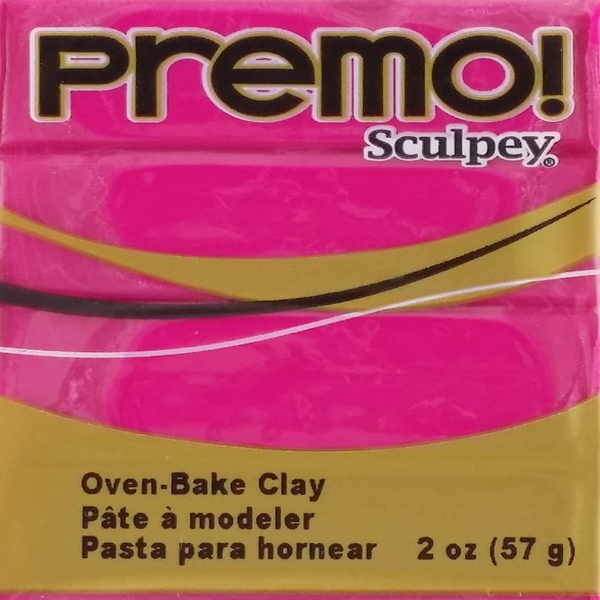 Premo!
Sculpey®
Oven-Bake Clay
Pâte à modeler
Pasta para hornear 2 oz (57 g)